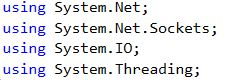 using System.Net;
using System.Net.Sockets;
using System.IO;
using System.Threading;